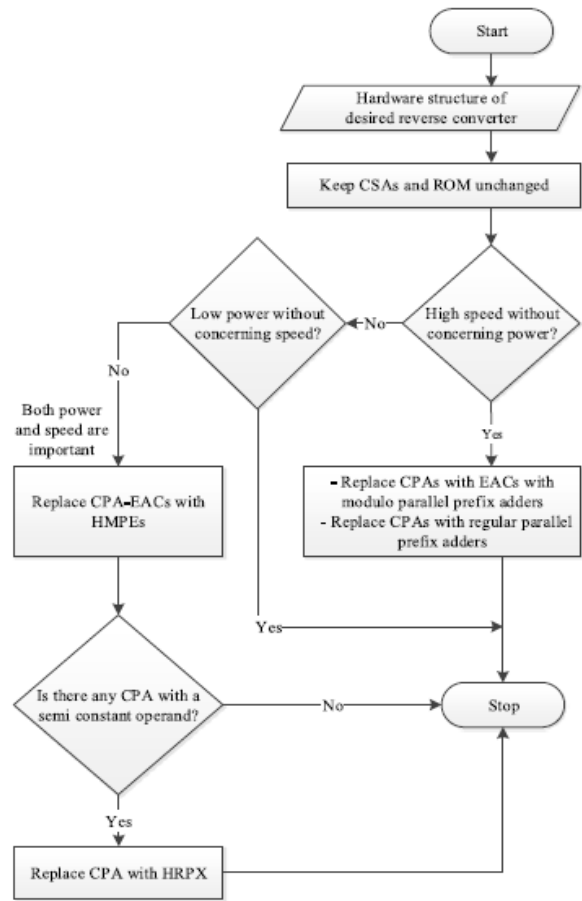 Start
Hardware structure of
desired reverse converter
Keep CSAs and ROM unchanged
High speed without
concerning power?
No
Low power without
concerning speed?
No
Both power
and speed are
important
Yes
Replace CPA-EACs with
HMPEs
- Replace CPAs with EACs with
modulo parallel prefix adders
- Replace CPAs with regular parallel
prefix adders
Yes
Is there any CPA with a
semi constant operand?
No
Stop
Yes
Replace CPA with HRPX